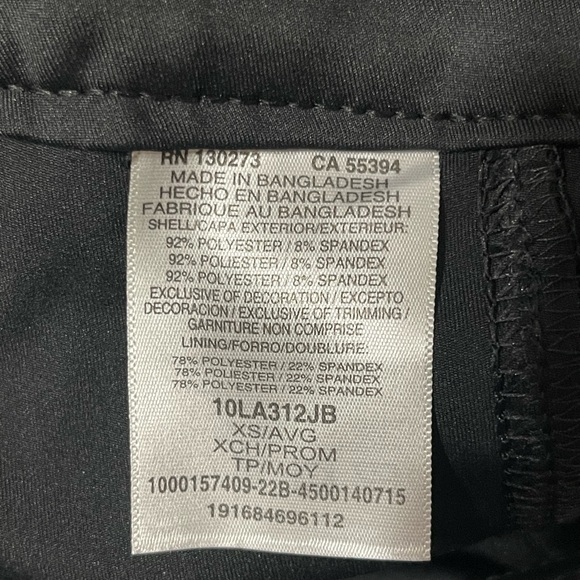 RN 130273 CA 55394
MADE IN BANGLADESH
HECHO EN BANGLADESH
FABRIQUE AU BANGLADESH
SHELL/CAPA EXTERIOR/EXTERIEUR:
92% POLYESTER / 8% SPANDEX
92% POLIESTER / 8% SPANDEX
92% POLYESTER / 8% SPANDEX
EXCLUSIVE OF DECORATION / EXCEPTO
DECORACION / EXCLUSIVE OF TRIMMING /
GARNITURE NON COMPRISE
LINING/FORRO/DOUBLURE:
78% POLYESTER / 22% SPANDEX
78% POLIESTER / 22% SPANDEX
78% POLYESTER / 22% SPANDEX
10LA312JB
XS/AVG
XCH/PROM
TP/MOY
1000157409-22B-4500140715
191684696112